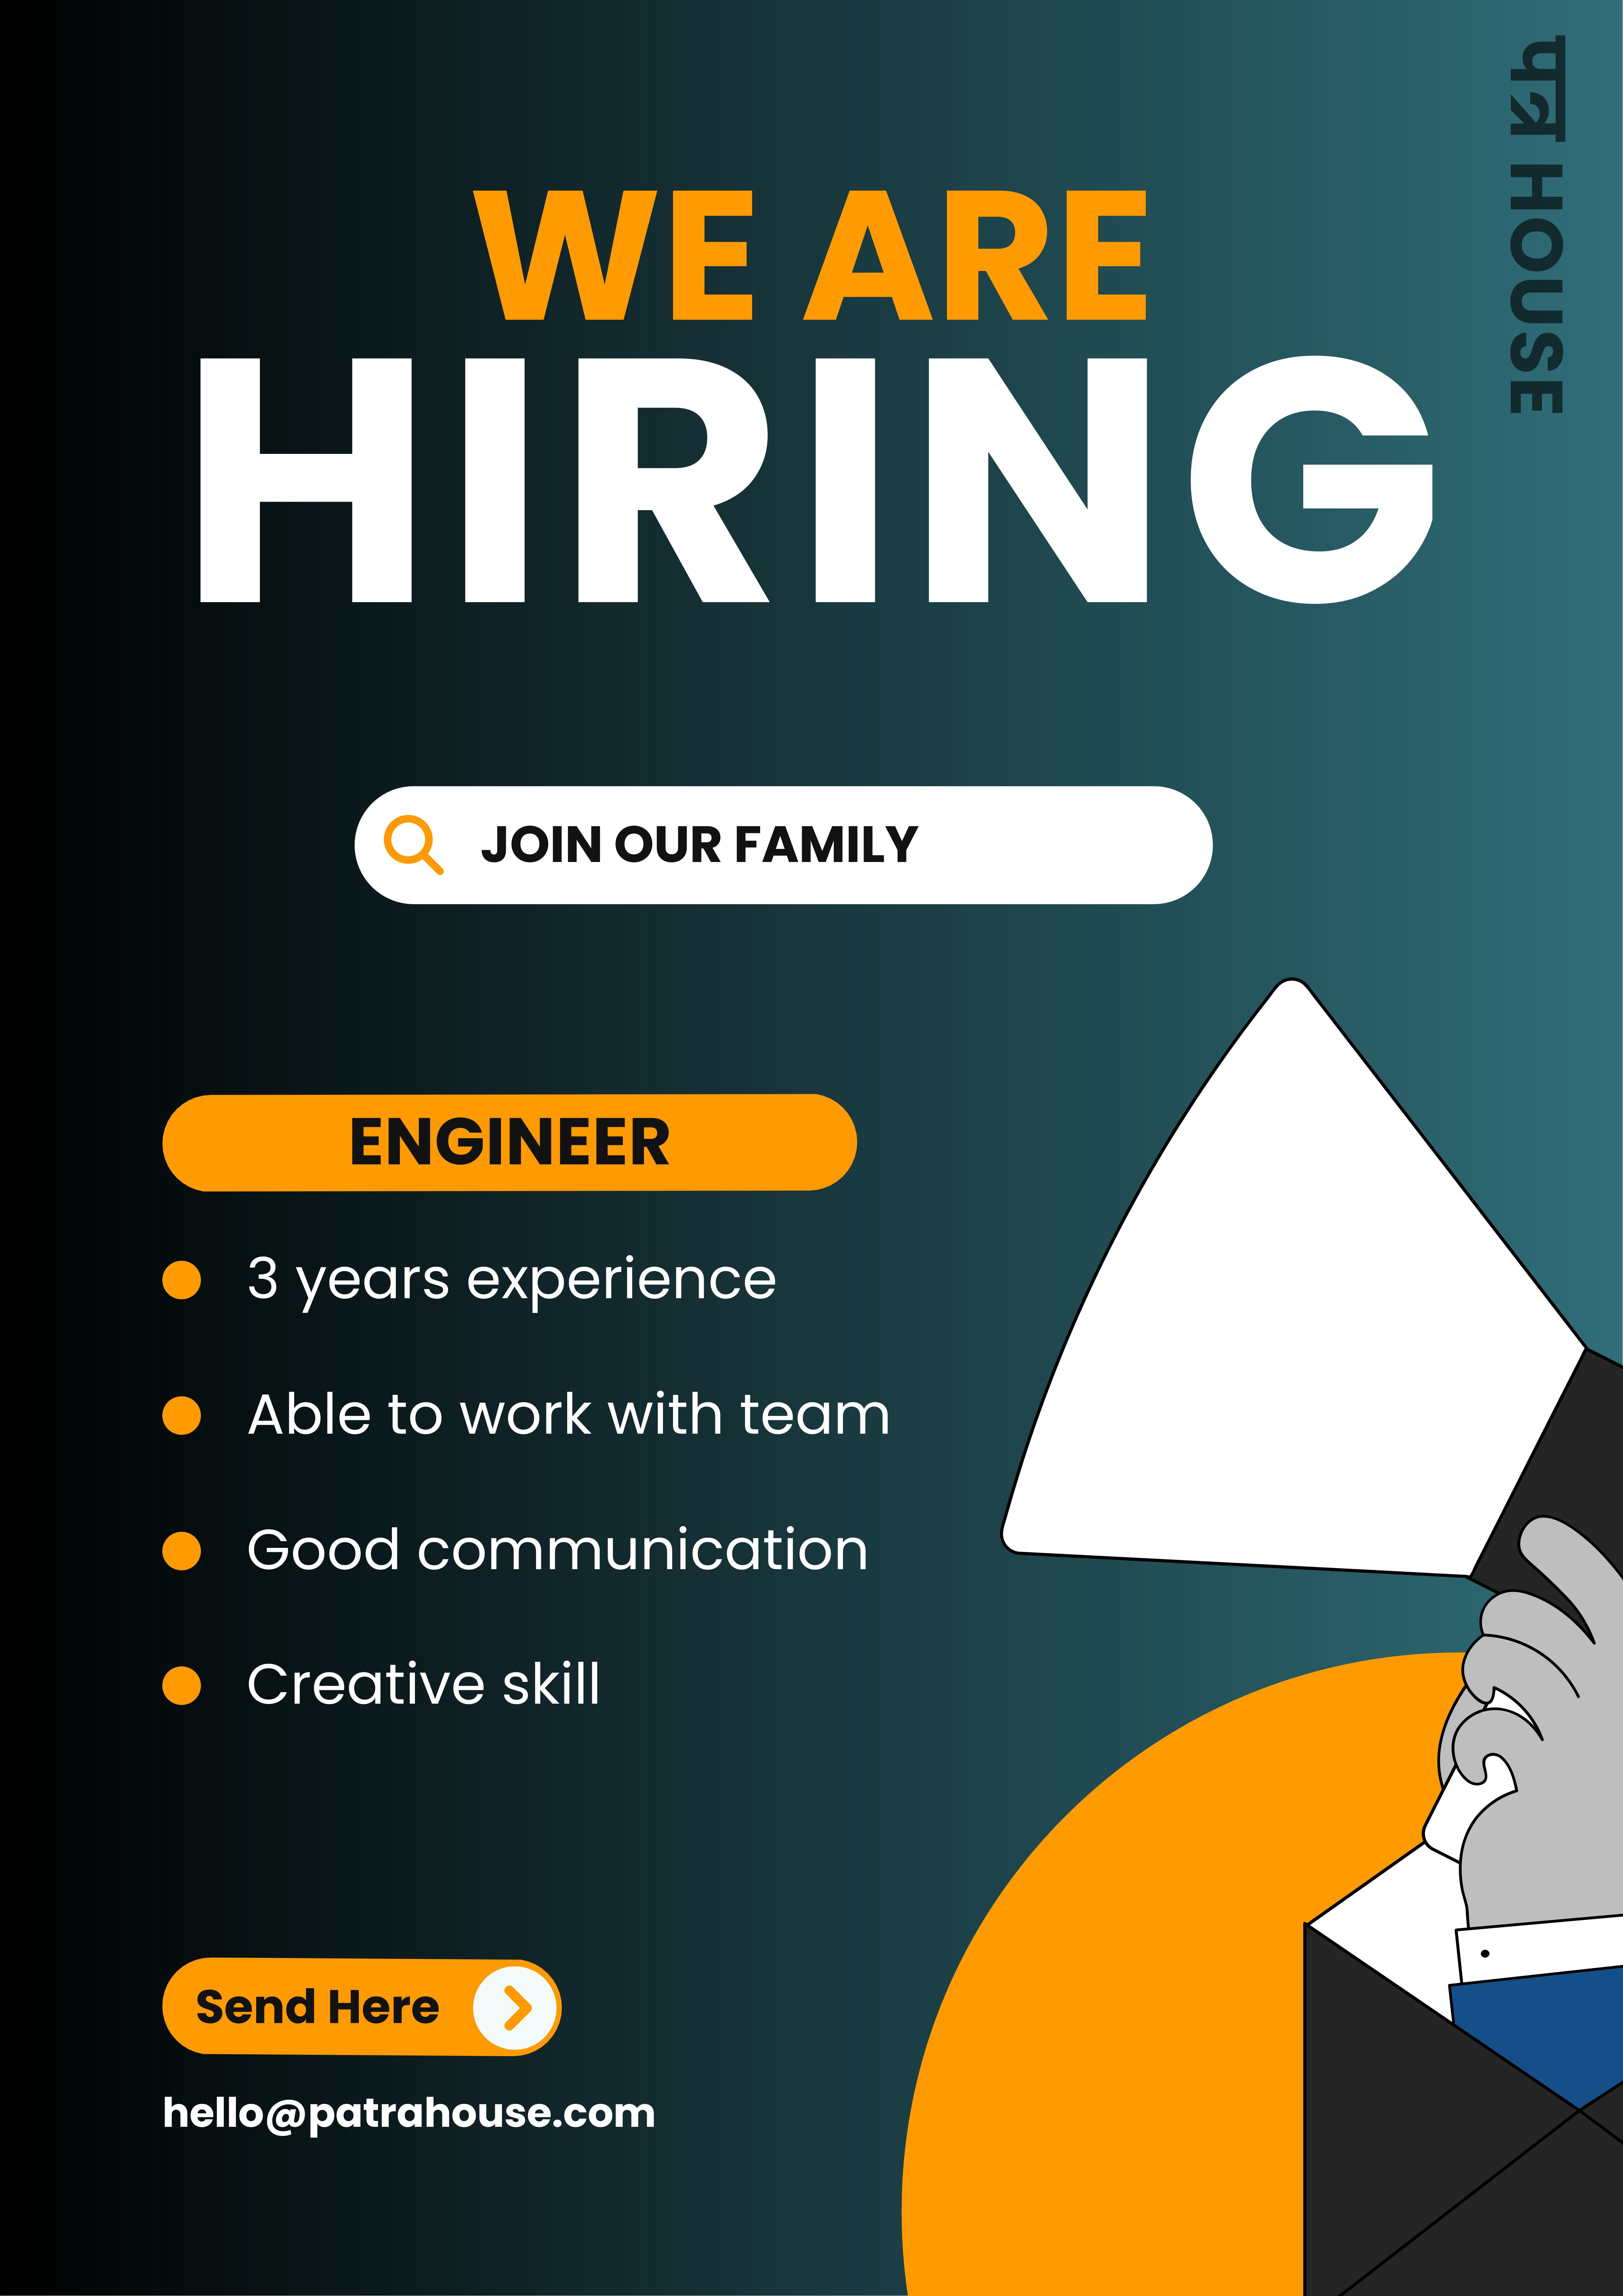 पत्र HOUSE
WE ARE
HIRING
JOIN OUR FAMILY
ENGINEER
3 years experience
Able to work with team
Good communication
Creative skill
Send Here
hello@patrahouse.com